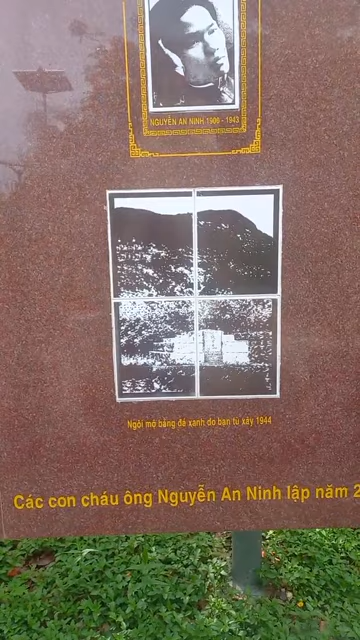 NGUYỄN AN NINH 1900 - 1943
Ngôi mộ bằng đá xanh do bạn tù xây 1944
Các con cháu ông Nguyễn An Ninh lập năm 2